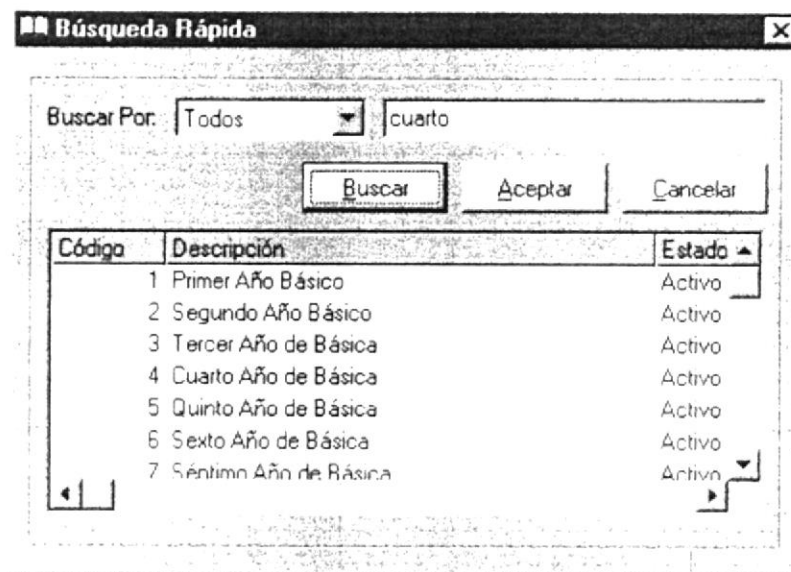 Búsqueda Rápida
Buscar Por: Todos cuarto
Buscar Aceptar Cancelar
Código Descripción Estado
1 Primer Año Básico Activo
2 Segundo Año Básico Activo
3 Tercer Año de Básica Activo
4 Cuarto Año de Básica Activo
5 Quinto Año de Básica Activo
6 Sexto Año de Básica Activo
7 Séptimo Año de Básica Activo